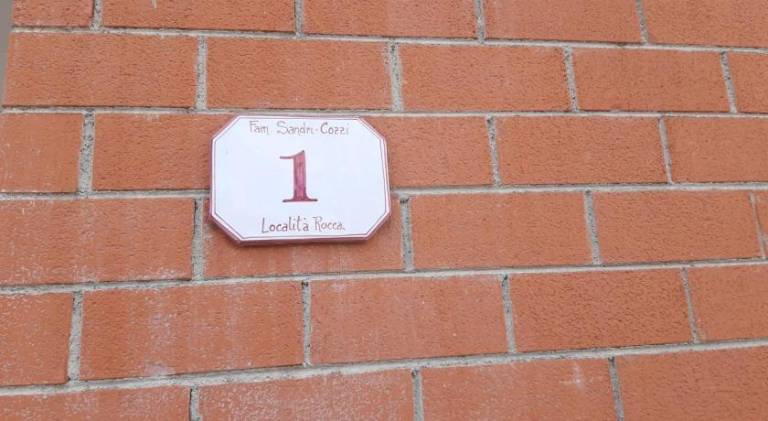 Fam. Sandri-Cozzi
1
Località Rocca